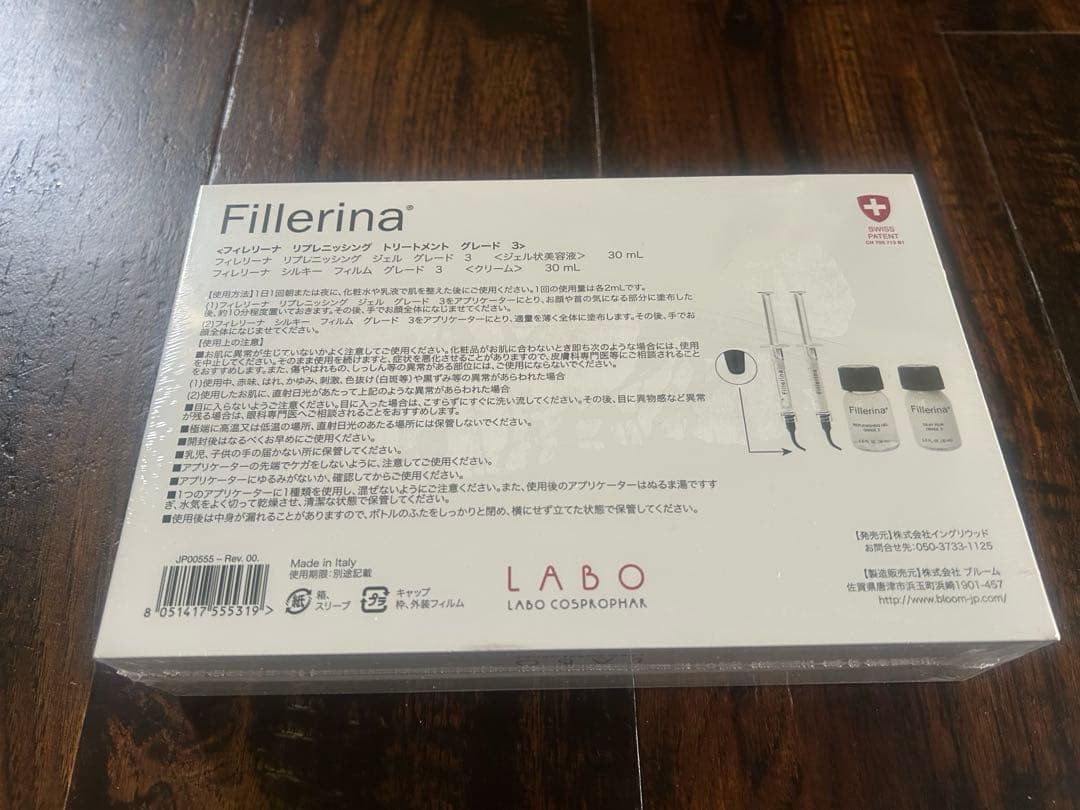 Fillerina®
SWISS
PATENT
CH 705 713 B1
<フィレリーナ リプレニッシング トリートメント グレード 3>
フィレリーナ リプレニッシング ジェル グレード 3 <ジェル状美容液> 30 mL
フィレリーナ シルキー フィルム グレード 3 <クリーム> 30 mL
【使用方法】1日1回朝または夜に、化粧水や乳液で肌を整えた後にご使用ください。1回の使用量は各2mLです。
(1)フィレリーナ リプレニッシング ジェル グレード 3をアプリケーターにとり、お顔や首の気になる部分に塗布した
後、約10分程度置いておきます。その後、手でお顔全体になじませてください。
(2)フィレリーナ シルキー フィルム グレード 3をアプリケーターにとり、適量を薄く全体に塗布します。その後、手でお
顔全体になじませてください。
【使用上の注意】
■お肌に異常が生じていないかよく注意してご使用ください。化粧品がお肌に合わないとき即ち次のような場合には、使用
を中止してください。そのまま使用を続けますと、症状を悪化させることがありますので、皮膚科専門医等にご相談されること
をおすすめします。また、傷やはれもの、しっしん等の異常がある部位には、ご使用にならないでください。
(1)使用中、赤味、はれ、かゆみ、刺激、色抜け(白斑等)や黒ずみ等の異常があらわれた場合
(2)使用したお肌に、直射日光があたって上記のような異常があらわれた場合
■目に入らないようご注意ください。目に入った場合は、こすらずにすぐに洗い流してください。その後、目に異物感など異常
が残る場合は、眼科専門医へご相談されることをおすすめします。
■極端に高温又は低温の場所、直射日光のあたる場所には保管しないでください。
■開封後はなるべくお早めにご使用ください。
■乳児、子供の手の届かない所に保管してください。
■アプリケーターの先端でケガをしないように、注意してご使用ください。
■アプリケーターにゆるみがないか、確認してからご使用ください。
■1つのアプリケーターに1種類を使用し、混ぜないようにご注意ください。また、使用後のアプリケーターはぬるま湯ですす
ぎ、水気をよく切って乾燥させ、清潔な状態で保管してください。
■使用後は中身が漏れることがありますので、ボトルのふたをしっかりと閉め、横にせず立てた状態で保管してください。
Fillerina
Fillerina
Fillerina®
REPLENISHING GEL
GRADE 3
Fillerina®
SILKY FILM
GRADE 3
JP00555 – Rev. 00.
8 051417 555319 >
Made in Italy
使用期限:別途記載
紙 箱、
スリーブ
プラ キャップ
枠、外装フィルム
LABO
LABO COSPROPHAR
【発売元】株式会社イングリウッド
お問合せ先:050-3733-1125
【製造販売元】株式会社 ブルーム
佐賀県唐津市浜玉町浜崎1901-457
http://www.bloom-jp.com/